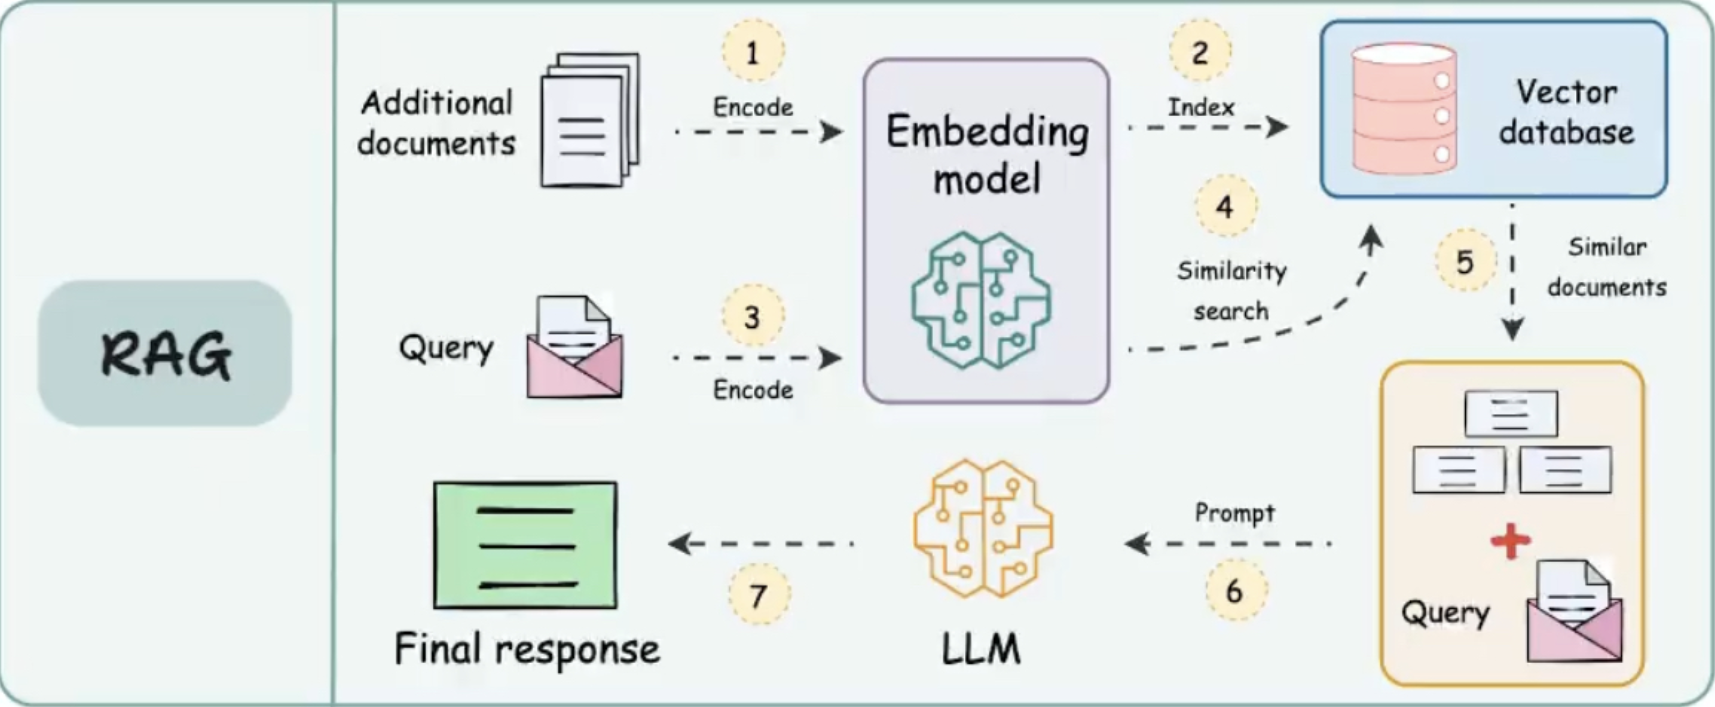 RAG
Additional
documents
1
Encode
Embedding
model
2
Index
Vector
database
Query
3
Encode
4
Similarity
search
5
Similar
documents
Query
Prompt
6
LLM
7
Final response